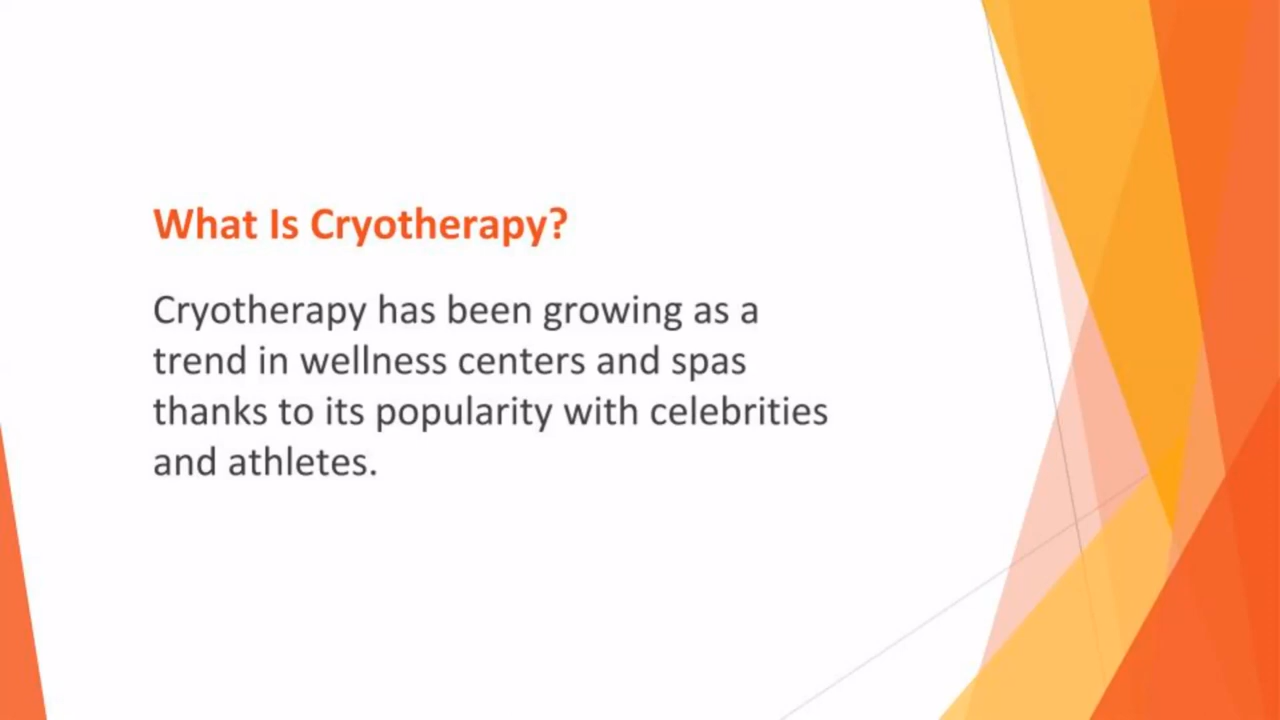 What Is Cryotherapy?
Cryotherapy has been growing as a
trend in wellness centers and spas
thanks to its popularity with celebrities
and athletes.